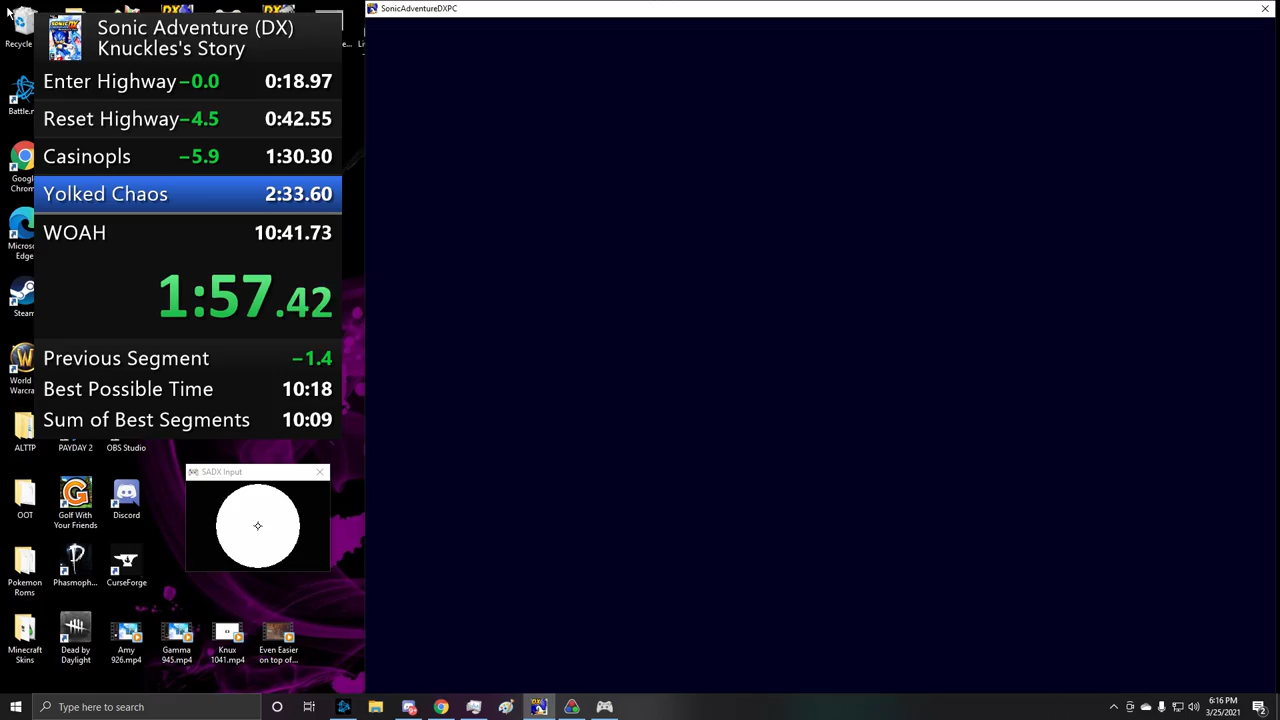 SonicAdventureDXPC
Sonic Adventure (DX)
Knuckles's Story
Enter Highway −0.0 0:18.97
Reset Highway −4.5 0:42.55
Casinopls −5.9 1:30.30
Yolked Chaos 2:33.60
WOAH 10:41.73
1:57.42
Previous Segment −1.4
Best Possible Time 10:18
Sum of Best Segments 10:09
Recycle
Battle.n
Google
Chrom
Microsof
Edge
Steam
World
Warcra
ALTTP PAYDAY 2 OBS Studio
SADX Input
OOT Golf With Your Friends Discord
Pokemon Roms Phasmoph... CurseForge
Minecraft Skins Dead by Daylight Amy 926.mp4 Gamma 945.mp4 Knux 1041.mp4 Even Easier on top of...
Type here to search
6:16 PM
3/25/2021
2